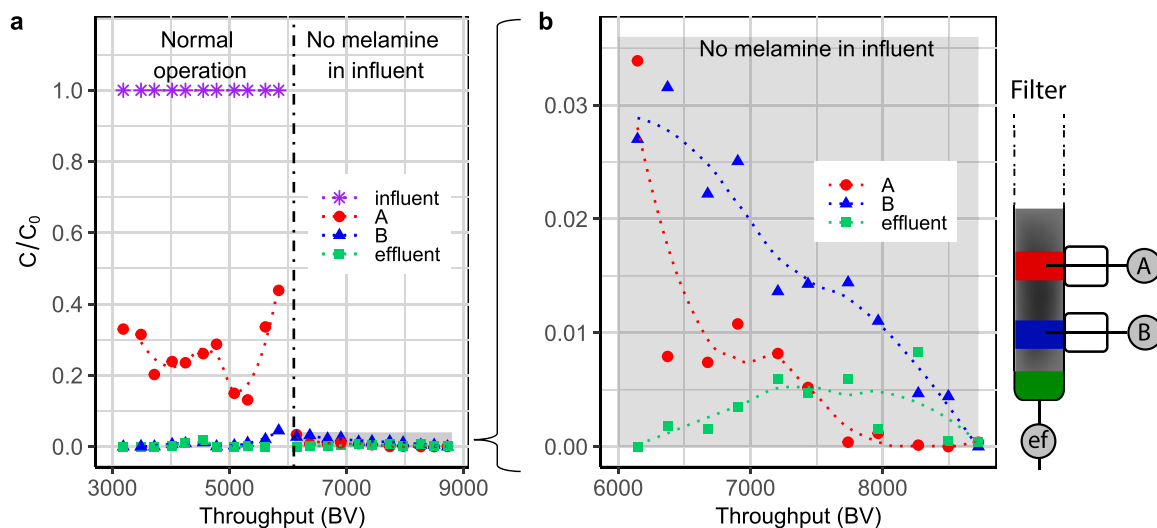 a
Normal
operation
No melamine
in influent
C/C0
1.0
0.8
0.6
0.4
0.2
0.0
influent
A
B
effluent
3000
5000
7000
9000
Throughput (BV)
b
No melamine in influent
0.03
0.02
0.01
0.00
A
B
effluent
6000
7000
8000
Throughput (BV)
Filter
A
B
ef